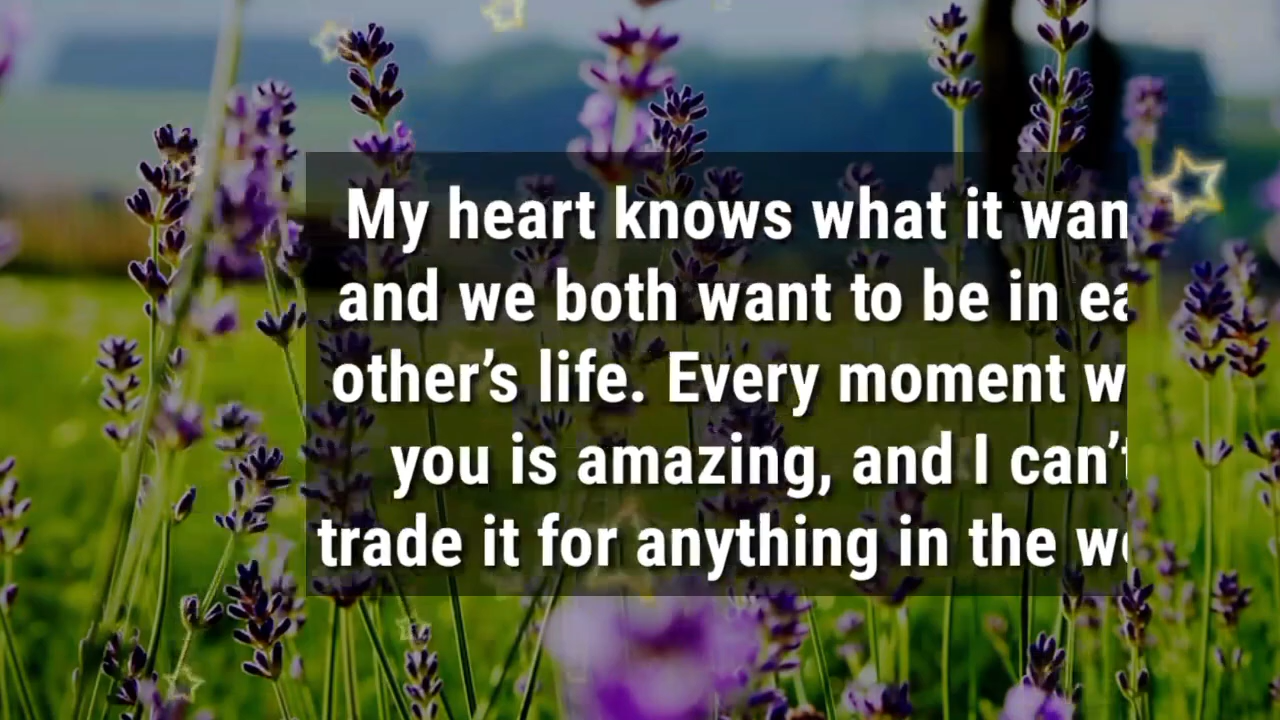 My heart knows what it wan
and we both want to be in ea
other’s life. Every moment w
you is amazing, and I can’t
trade it for anything in the wo